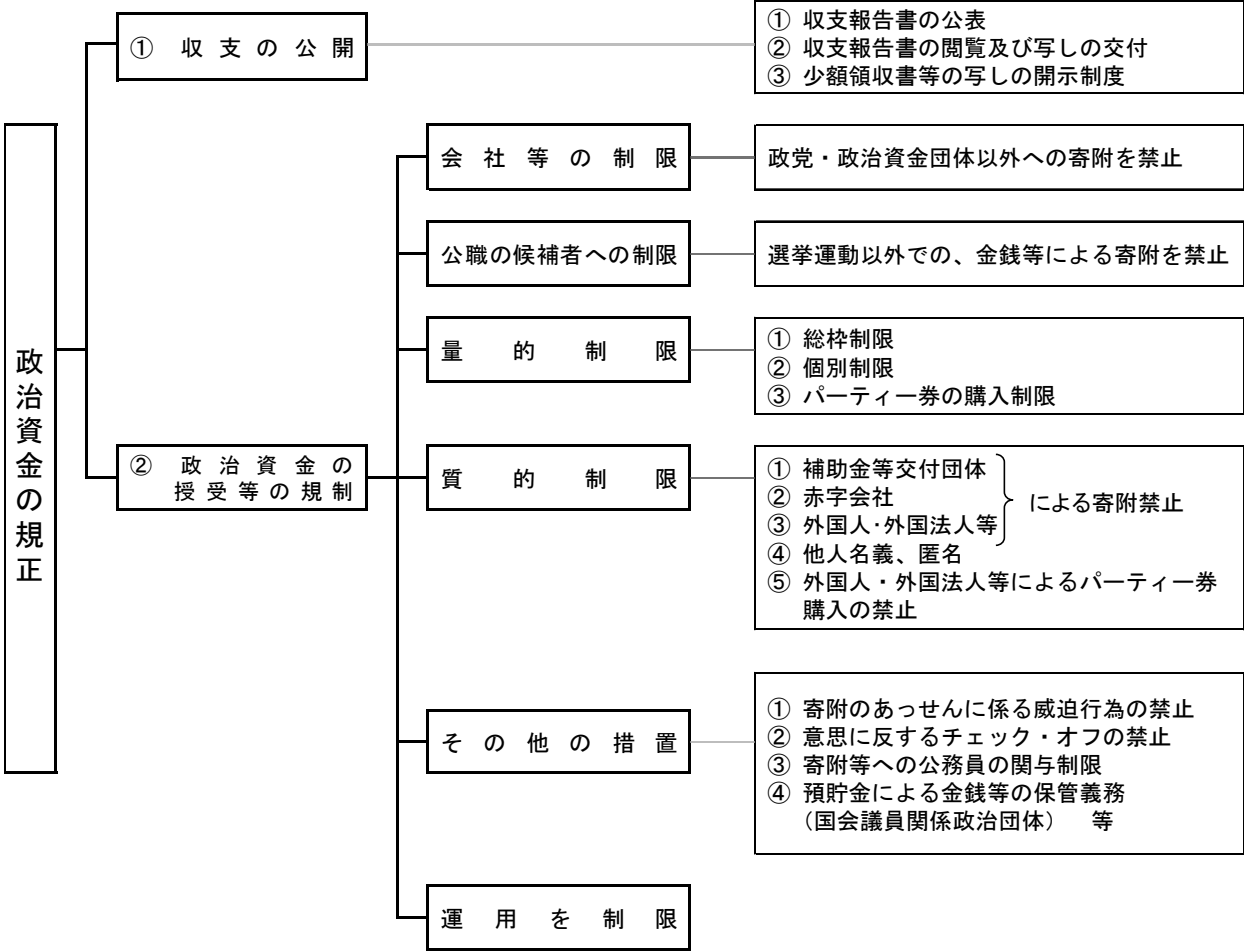 政治資金の規正
① 収支の公開
① 収支報告書の公表
② 収支報告書の閲覧及び写しの交付
③ 少額領収書等の写しの開示制度
② 政治資金の
授受等の規制
会社等の制限
政党・政治資金団体以外への寄附を禁止
公職の候補者への制限
選挙運動以外での、金銭等による寄附を禁止
量的制限
① 総枠制限
② 個別制限
③ パーティー券の購入制限
質的制限
① 補助金等交付団体
② 赤字会社
③ 外国人・外国法人等
による寄附禁止
④ 他人名義、匿名
⑤ 外国人・外国法人等によるパーティー券
購入の禁止
その他の措置
① 寄附のあっせんに係る威迫行為の禁止
② 意思に反するチェック・オフの禁止
③ 寄附等への公務員の関与制限
④ 預貯金による金銭等の保管義務
（国会議員関係政治団体） 等
運用を制限